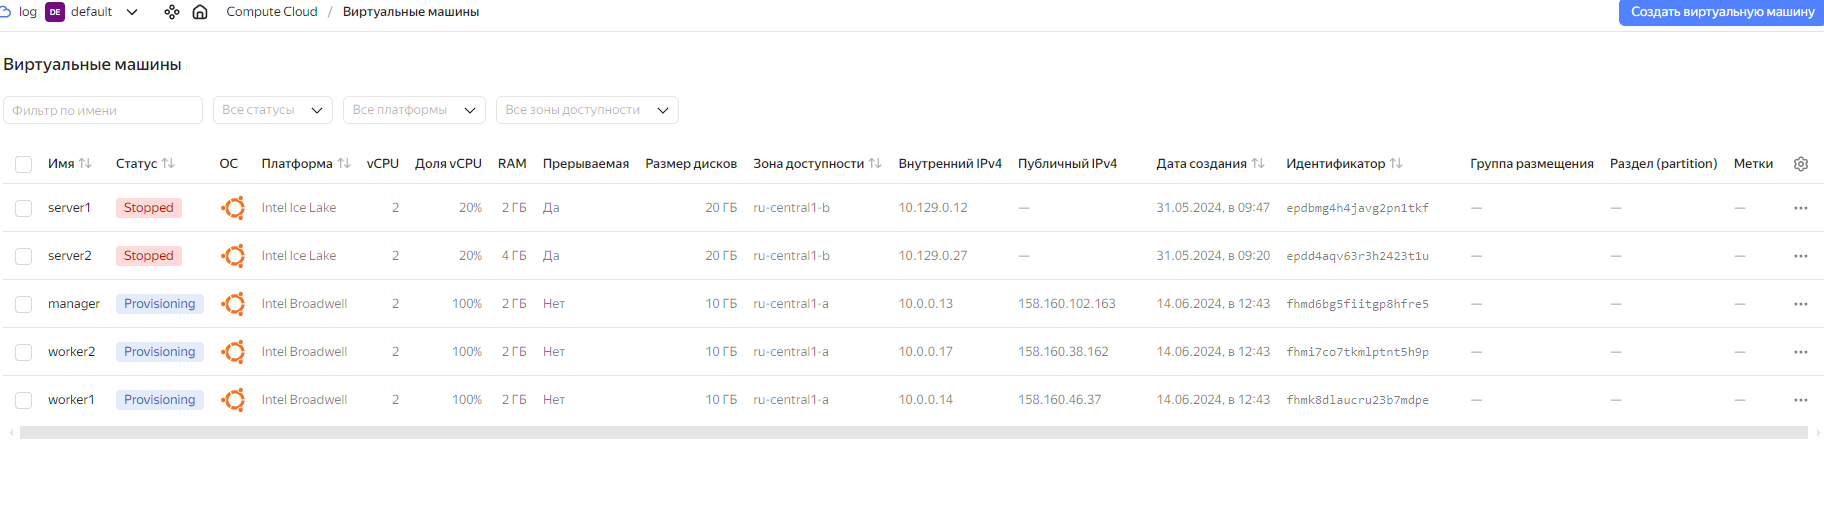 log DE default Compute Cloud / Виртуальные машины Создать виртуальную машину
Виртуальные машины
Фильтр по имени Все статусы Все платформы Все зоны доступности
Имя Статус ОС Платформа vCPU Доля vCPU RAM Прерываемая Размер дисков Зона доступности Внутренний IPv4 Публичный IPv4 Дата создания Идентификатор Группа размещения Раздел (partition) Метки
server1 Stopped Intel Ice Lake 2 20% 2 ГБ Да 20 ГБ ru-central1-b 10.129.0.12 — 31.05.2024, в 09:47 epdbmg4h4javg2pn1tkf — — —
server2 Stopped Intel Ice Lake 2 20% 4 ГБ Да 20 ГБ ru-central1-b 10.129.0.27 — 31.05.2024, в 09:20 epdd4aqv63r3h2423t1u — — —
manager Provisioning Intel Broadwell 2 100% 2 ГБ Нет 10 ГБ ru-central1-a 10.0.0.13 158.160.102.163 14.06.2024, в 12:43 fhmd6bg5fiitgp8hfre5 — — —
worker2 Provisioning Intel Broadwell 2 100% 2 ГБ Нет 10 ГБ ru-central1-a 10.0.0.17 158.160.38.162 14.06.2024, в 12:43 fhmi7co7tkmlptnt5h9p — — —
worker1 Provisioning Intel Broadwell 2 100% 2 ГБ Нет 10 ГБ ru-central1-a 10.0.0.14 158.160.46.37 14.06.2024, в 12:43 fhmk8dlaucru23b7mdpe — — —